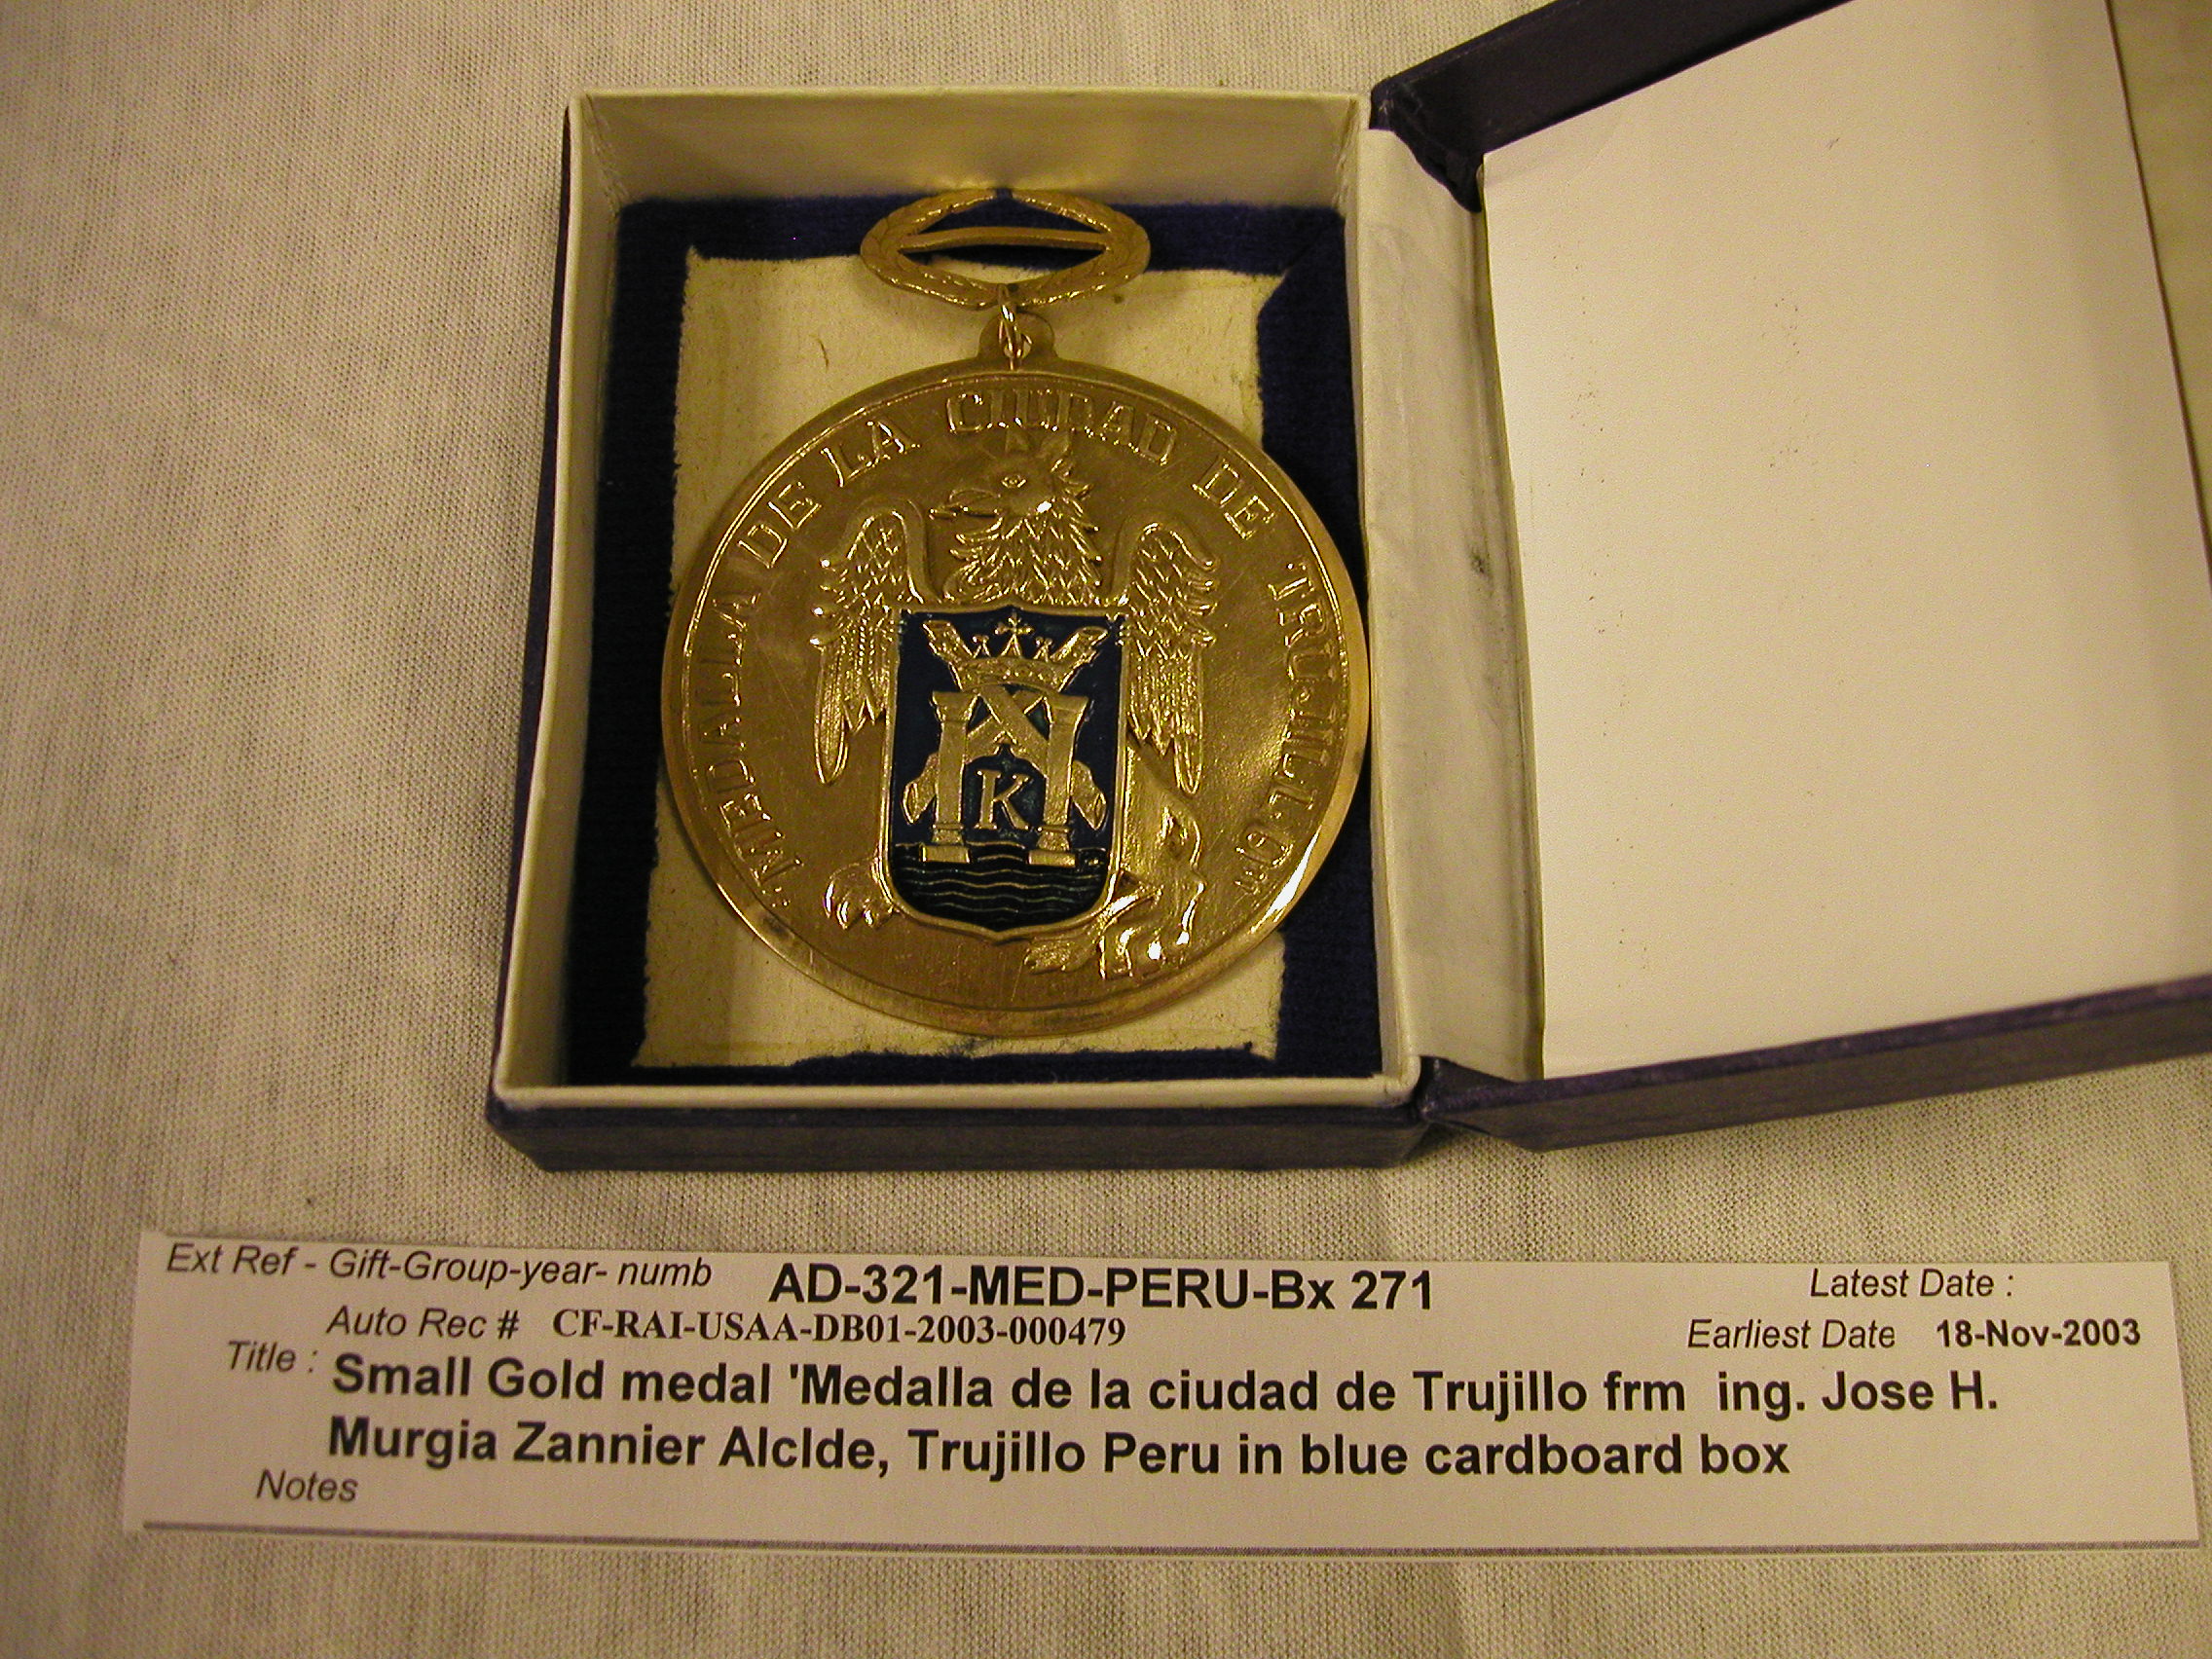 "MEDALLA DE LA CIUDAD DE TRUJILLO"
K
Ext Ref - Gift-Group-year- numb AD-321-MED-PERU-Bx 271 Latest Date :
Auto Rec # CF-RAI-USAA-DB01-2003-000479 Earliest Date 18-Nov-2003
Title : Small Gold medal 'Medalla de la ciudad de Trujillo frm ing. Jose H.
Murgia Zannier Alclde, Trujillo Peru in blue cardboard box
Notes